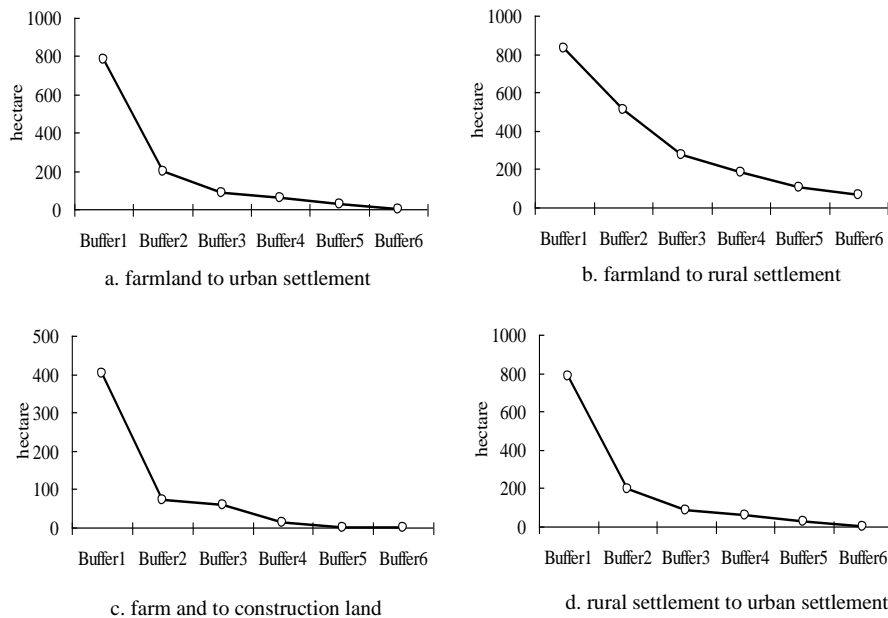 1000
800
600
400
200
0
hectare
Buffer1 Buffer2 Buffer3 Buffer4 Buffer5 Buffer6
a. farmland to urban settlement
1000
800
600
400
200
0
hectare
Buffer1 Buffer2 Buffer3 Buffer4 Buffer5 Buffer6
b. farmland to rural settlement
500
400
300
200
100
0
hectare
Buffer1 Buffer2 Buffer3 Buffer4 Buffer5 Buffer6
c. farm and to construction land
1000
800
600
400
200
0
hectare
Buffer1 Buffer2 Buffer3 Buffer4 Buffer5 Buffer6
d. rural settlement to urban settlement